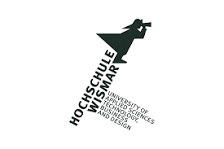 HOCHSCHULE
WISMAR
UNIVERSITY OF
APPLIED SCIENCES
TECHNOLOGY,
BUSINESS
AND DESIGN